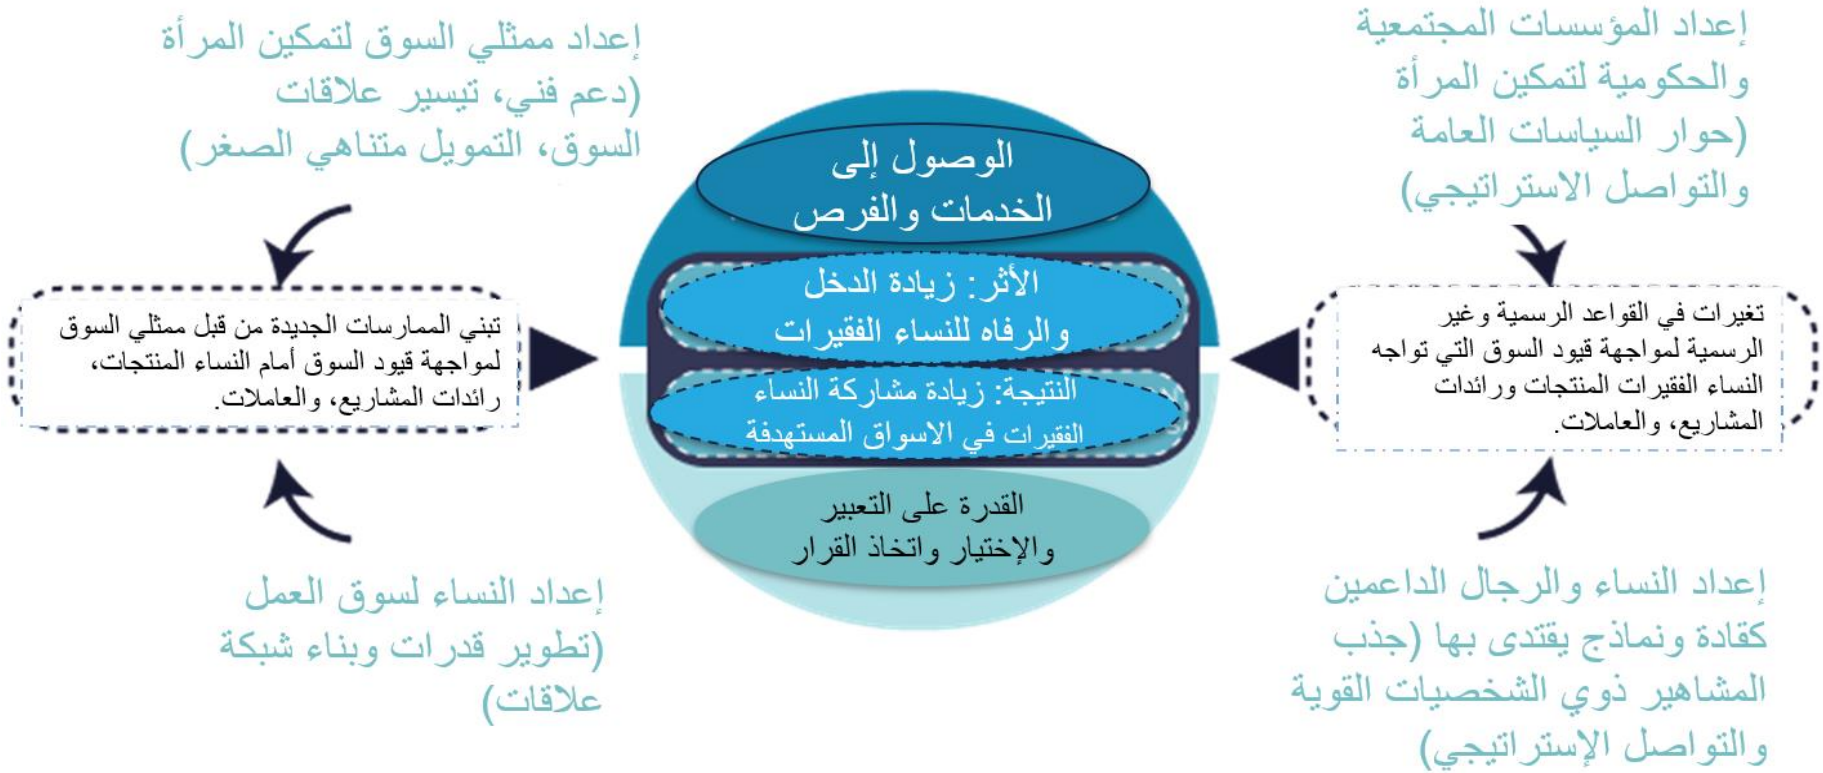 إعداد المؤسسات المجتمعية
والحكومية لتمكين المرأة
(حوار السياسات العامة
والتواصل الاستراتيجي)
تغيرات في القواعد الرسمية وغير
الرسمية لمواجهة قيود السوق التي تواجه
النساء الفقيرات المنتجات ورائدات
المشاريع، والعاملات.
إعداد النساء والرجال الداعمين
كقادة ونماذج يقتدى بها (جذب
المشاهير ذوي الشخصيات القوية
والتواصل الإستراتيجي)
الوصول إلى
الخدمات والفرص
الأثر: زيادة الدخل
والرفاه للنساء الفقيرات
النتيجة: زيادة مشاركة النساء
الفقيرات في الاسواق المستهدفة
القدرة على التعبير
والإختيار واتخاذ القرار
إعداد ممثلي السوق لتمكين المرأة
(دعم فني، تيسير علاقات
السوق، التمويل متناهي الصغر)
تبني الممارسات الجديدة من قبل ممثلي السوق
لمواجهة قيود السوق أمام النساء المنتجات،
رائدات المشاريع، والعاملات.
إعداد النساء لسوق العمل
(تطوير قدرات وبناء شبكة
علاقات)